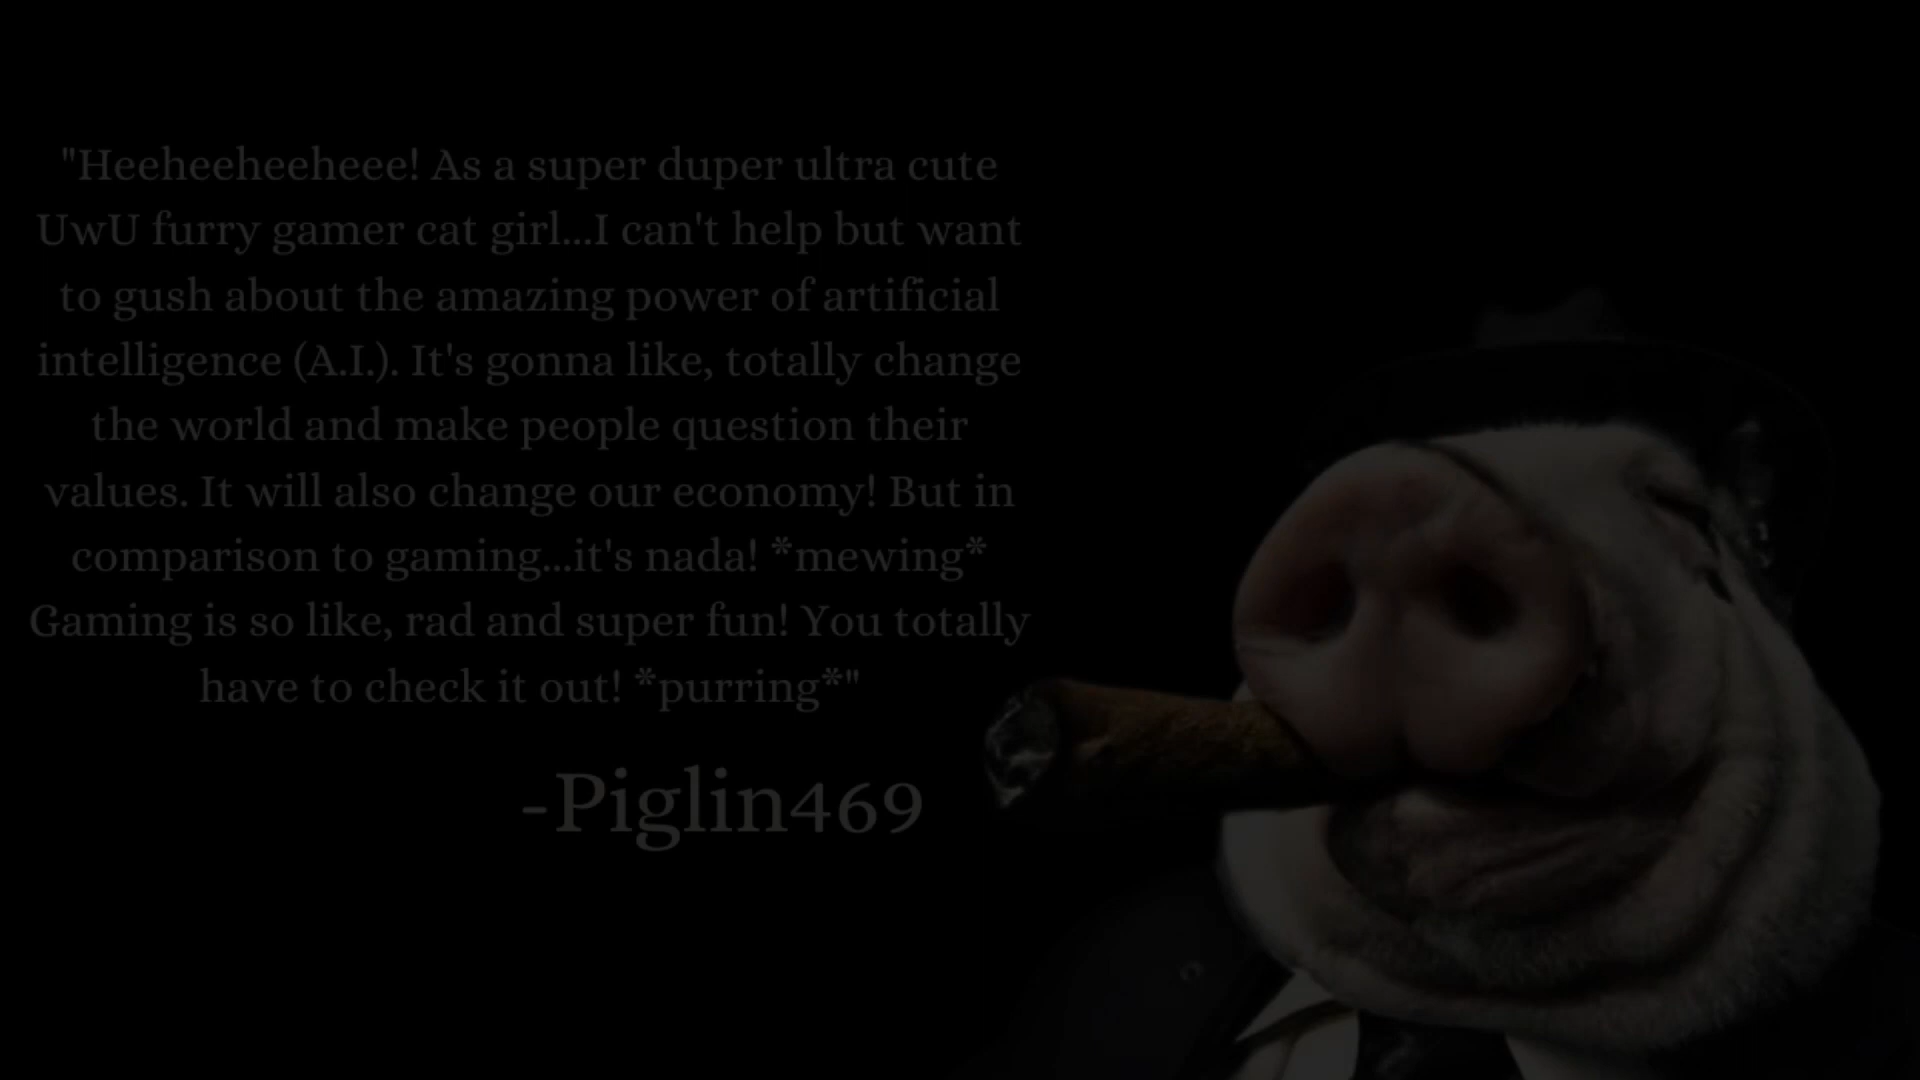 "Heeheeheeheee! As a super duper ultra cute
UwU furry gamer cat girl...I can't help but want
to gush about the amazing power of artificial
intelligence (A.I.). It's gonna like, totally change
the world and make people question their
values. It will also change our economy! But in
comparison to gaming...it's nada! *mewing*
Gaming is so like, rad and super fun! You totally
have to check it out! *purring*"
-Piglin469